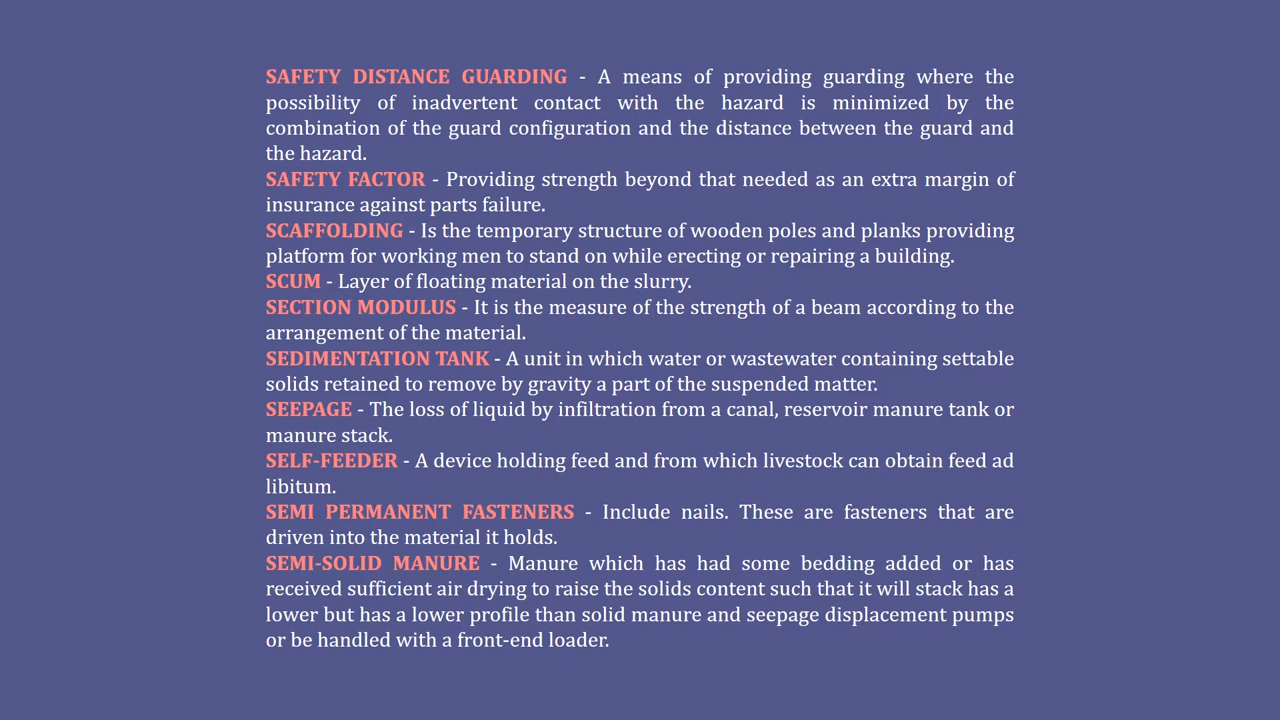 SAFETY DISTANCE GUARDING - A means of providing guarding where the
possibility of inadvertent contact with the hazard is minimized by the
combination of the guard configuration and the distance between the guard and
the hazard.
SAFETY FACTOR - Providing strength beyond that needed as an extra margin of
insurance against parts failure.
SCAFFOLDING - Is the temporary structure of wooden poles and planks providing
platform for working men to stand on while erecting or repairing a building.
SCUM - Layer of floating material on the slurry.
SECTION MODULUS - It is the measure of the strength of a beam according to the
arrangement of the material.
SEDIMENTATION TANK - A unit in which water or wastewater containing settable
solids retained to remove by gravity a part of the suspended matter.
SEEPAGE - The loss of liquid by infiltration from a canal, reservoir manure tank or
manure stack.
SELF-FEEDER - A device holding feed and from which livestock can obtain feed ad
libitum.
SEMI PERMANENT FASTENERS - Include nails. These are fasteners that are
driven into the material it holds.
SEMI-SOLID MANURE - Manure which has had some bedding added or has
received sufficient air drying to raise the solids content such that it will stack has a
lower but has a lower profile than solid manure and seepage displacement pumps
or be handled with a front-end loader.